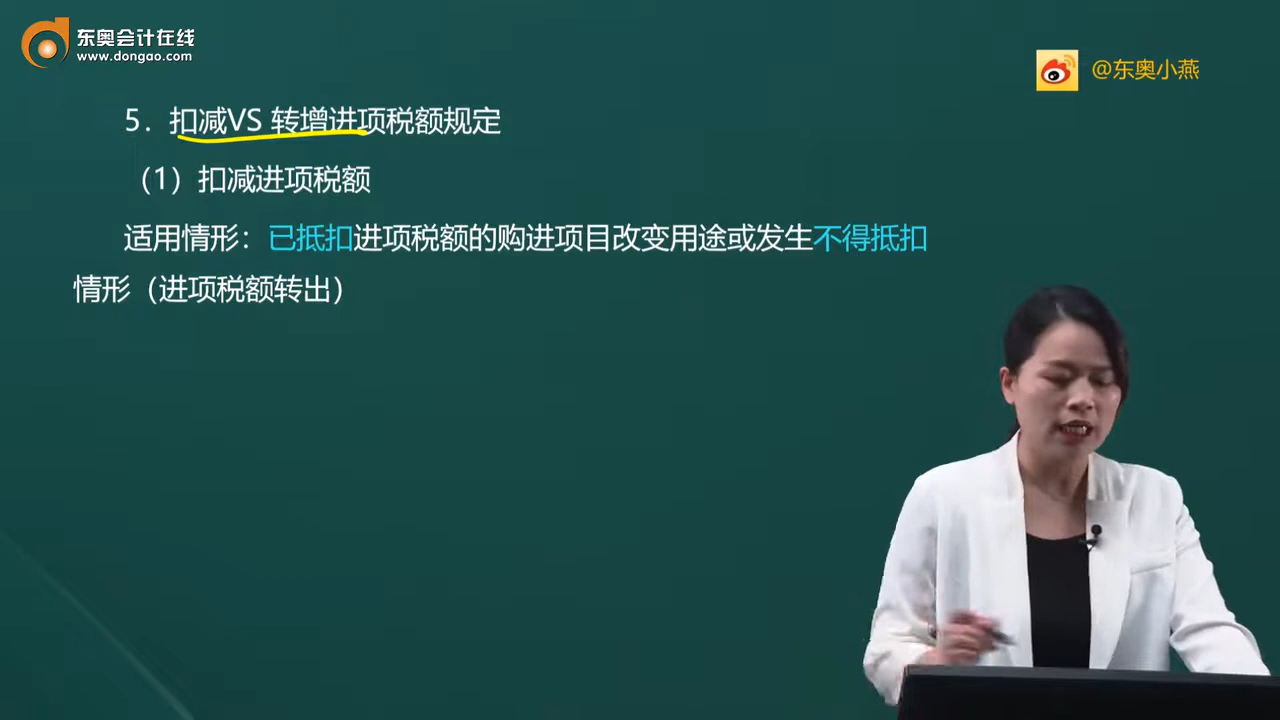 东奥会计在线
www.dongao.com
@东奥小燕
5．扣减VS 转增进项税额规定
（1）扣减进项税额
适用情形：已抵扣进项税额的购进项目改变用途或发生不得抵扣
情形（进项税额转出）